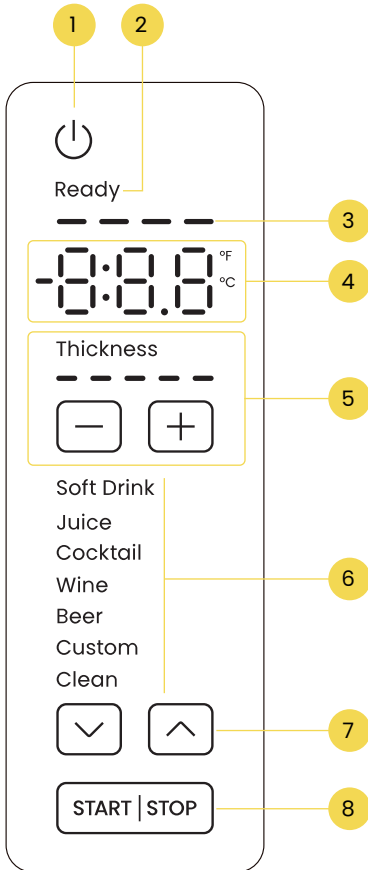 1
2
Ready
3
-8:8.8
°F
°C
4
Thickness
5
Soft Drink
Juice
Cocktail
Wine
Beer
Custom
Clean
6
7
START | STOP
8